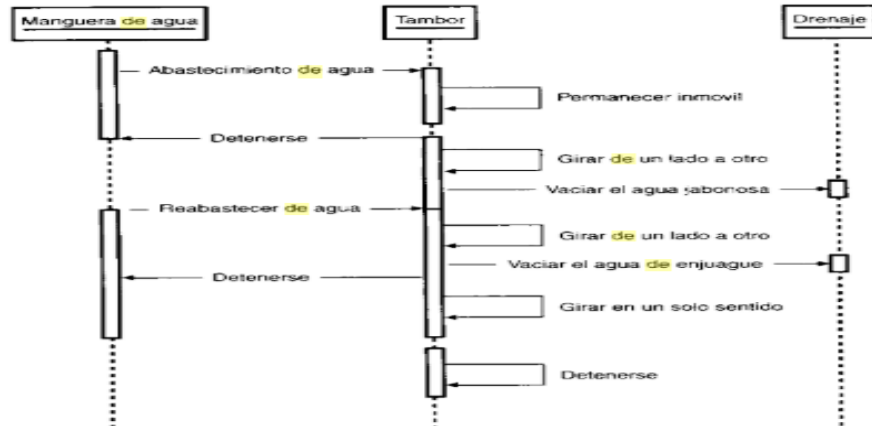 Manguera de agua
Tambor
Drenaje
Abastecimiento de agua
Permanecer inmovil
Detenerse
Girar de un lado a otro
Vaciar el agua jabonosa
Reabastecer de agua
Girar de un lado a otro
Vaciar el agua de enjuague
Detenerse
Girar en un solo sentido
Detenerse